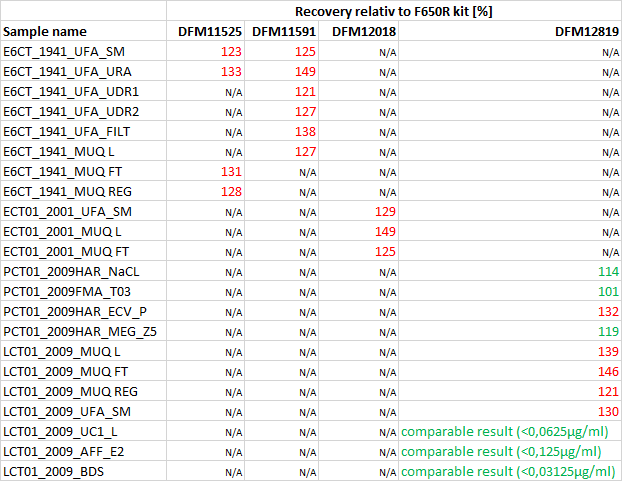 Recovery relativ to F650R kit [%]
Sample name DFM11525 DFM11591 DFM12018 DFM12819
E6CT_1941_UFA_SM 123 125 N/A N/A
E6CT_1941_UFA_URA 133 149 N/A N/A
E6CT_1941_UFA_UDR1 N/A 121 N/A N/A
E6CT_1941_UFA_UDR2 N/A 127 N/A N/A
E6CT_1941_UFA_FILT N/A 138 N/A N/A
E6CT_1941_MUQ L N/A 127 N/A N/A
E6CT_1941_MUQ FT 131 N/A N/A N/A
E6CT_1941_MUQ REG 128 N/A N/A N/A
ECT01_2001_UFA_SM N/A N/A 129 N/A
ECT01_2001_MUQ L N/A N/A 149 N/A
ECT01_2001_MUQ FT N/A N/A 125 N/A
PCT01_2009HAR_NaCL N/A N/A N/A 114
PCT01_2009FMA_T03 N/A N/A N/A 101
PCT01_2009HAR_ECV_P N/A N/A N/A 132
PCT01_2009HAR_MEG_Z5 N/A N/A N/A 119
LCT01_2009_MUQ L N/A N/A N/A 139
LCT01_2009_MUQ FT N/A N/A N/A 146
LCT01_2009_MUQ REG N/A N/A N/A 121
LCT01_2009_UFA_SM N/A N/A N/A 130
LCT01_2009_UC1_L N/A N/A N/A comparable result (<0,0625µg/ml)
LCT01_2009_AFF_E2 N/A N/A N/A comparable result (<0,125µg/ml)
LCT01_2009_BDS N/A N/A N/A comparable result (<0,03125µg/ml)